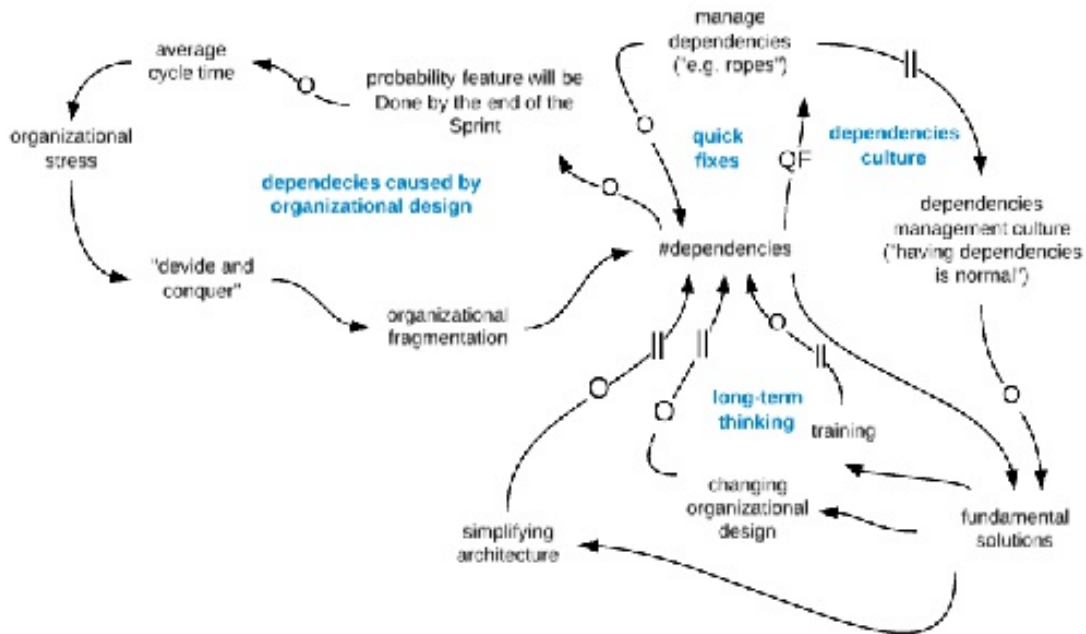 manage
dependencies
("e.g. ropes")
average
cycle time
O
probability feature will be
Done by the end of the
Sprint
||
organizational
stress
O
quick
fixes
dependencies
culture
QF
dependecies caused by
organizational design
O
dependencies
management culture
("having dependencies
is normal")
#dependencies
"devide and
conquer"
organizational
fragmentation
||
||
O
||
O
O
O
long-term
thinking
training
changing
organizational
design
simplifying
architecture
fundamental
solutions